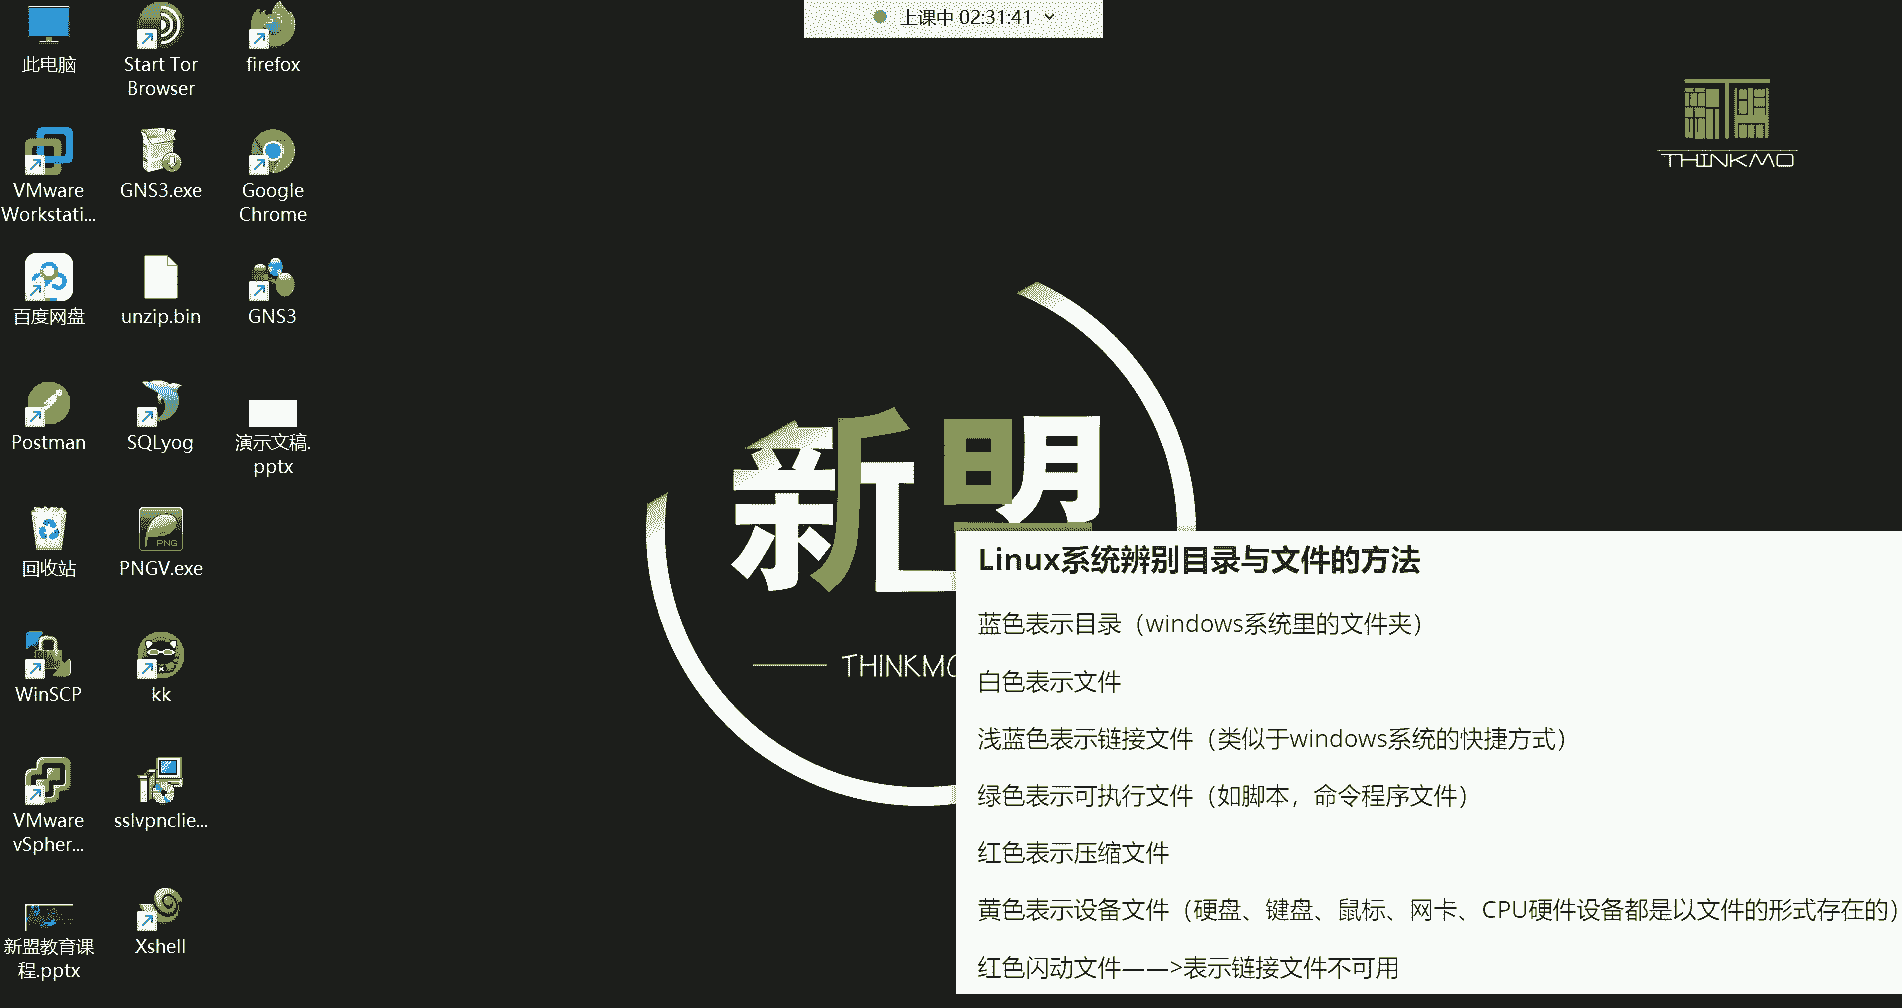 上课中 02:31:41
此电脑
Start Tor
Browser
firefox
THINKMO
VMware
Workstati...
GNS3.exe
Google
Chrome
百度网盘
unzip.bin
GNS3
Postman
SQLyog
演示文稿.
pptx
新盟
回收站
PNG
PNGV.exe
THINKMO
WinSCP
kk
VMware
vSpher...
sslvpnclie...
新盟教育课
程.pptx
Xshell
Linux系统辨别目录与文件的方法
蓝色表示目录（windows系统里的文件夹）
白色表示文件
浅蓝色表示链接文件（类似于windows系统的快捷方式）
绿色表示可执行文件（如脚本，命令程序文件）
红色表示压缩文件
黄色表示设备文件（硬盘、键盘、鼠标、网卡、CPU硬件设备都是以文件的形式存在的）
红色闪动文件——>表示链接文件不可用